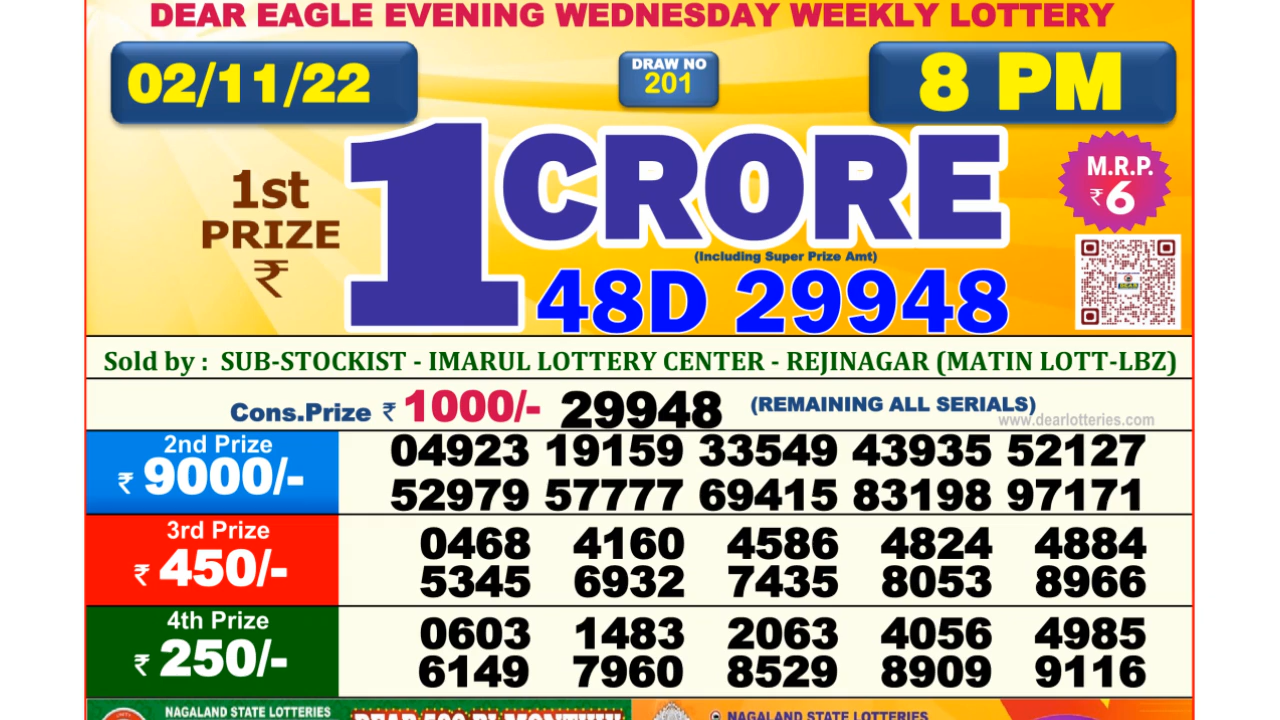 DEAR EAGLE EVENING WEDNESDAY WEEKLY LOTTERY
02/11/22
DRAW NO
201
8 PM
1st
PRIZE
₹
1 CRORE
(Including Super Prize Amt)
48D 29948
M.R.P.
₹ 6
Sold by : SUB-STOCKIST - IMARUL LOTTERY CENTER - REJINAGAR (MATIN LOTT-LBZ)
Cons.Prize ₹ 1000/- 29948 (REMAINING ALL SERIALS)
www.dearlotteries.com
2nd Prize
₹ 9000/-
04923 19159 33549 43935 52127
52979 57777 69415 83198 97171
3rd Prize
₹ 450/-
0468 4160 4586 4824 4884
5345 6932 7435 8053 8966
4th Prize
₹ 250/-
0603 1483 2063 4056 4985
6149 7960 8529 8909 9116
NAGALAND STATE LOTTERIES
DEAR 500 BI-MONTHLY
NAGALAND STATE LOTTERIES